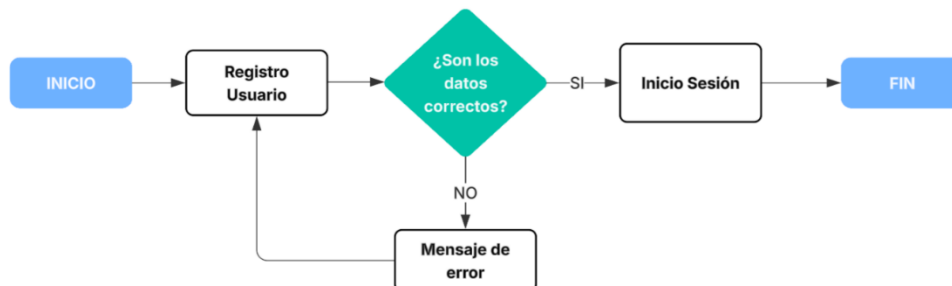 INICIO
Registro
Usuario
¿Son los
datos
correctos?
SI
Inicio Sesión
FIN
NO
Mensaje de
error